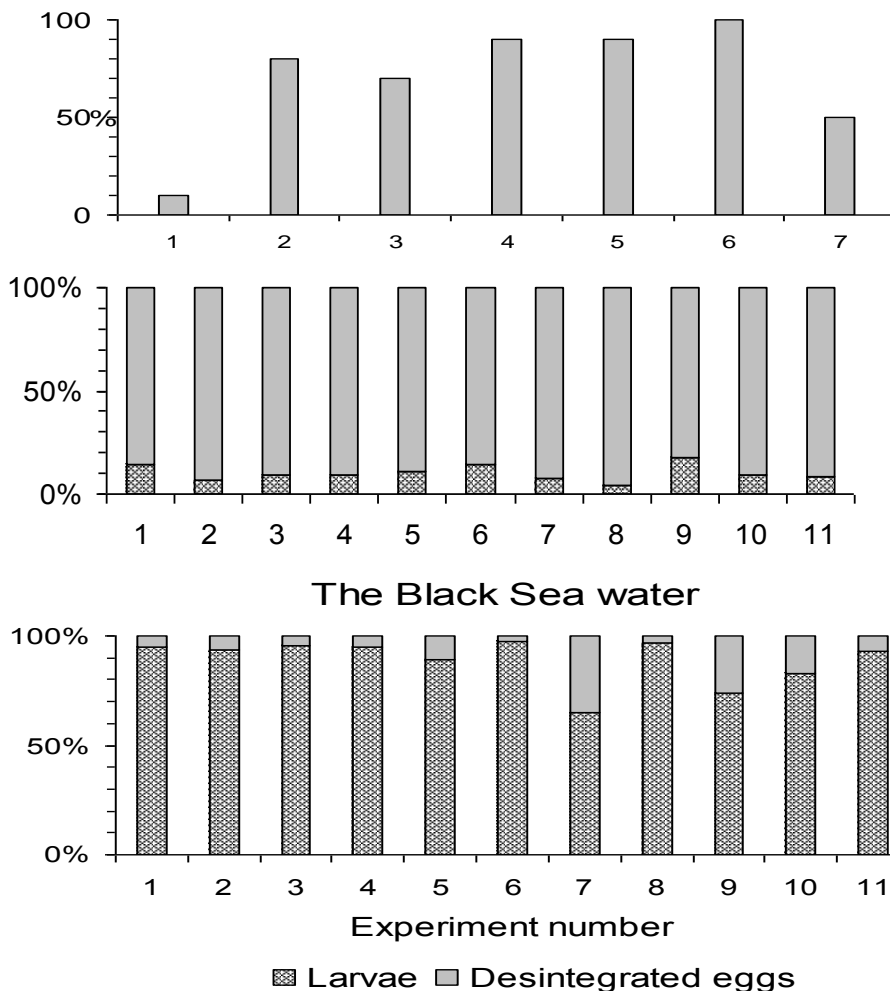 100
50%
0
1 2 3 4 5 6 7
100%
50%
0%
1 2 3 4 5 6 7 8 9 10 11
The Black Sea water
100%
50%
0%
1 2 3 4 5 6 7 8 9 10 11
Experiment number
Larvae Desintegrated eggs